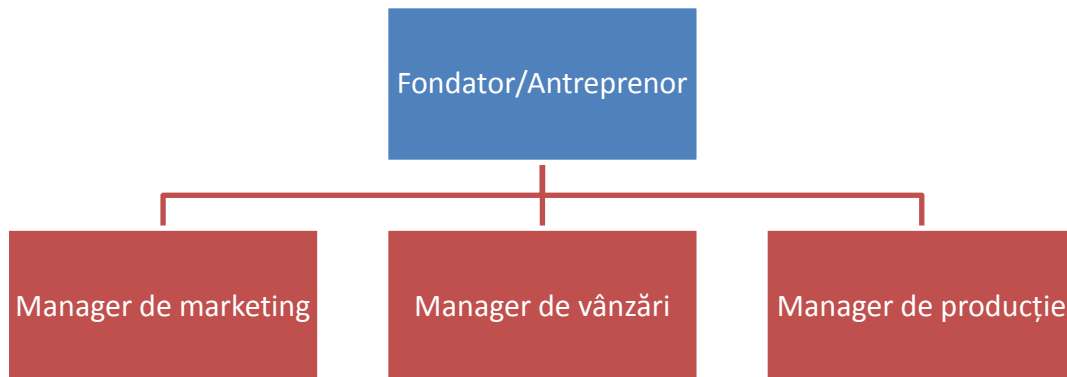 Fondator/Antreprenor
Manager de marketing
Manager de vânzări
Manager de producție